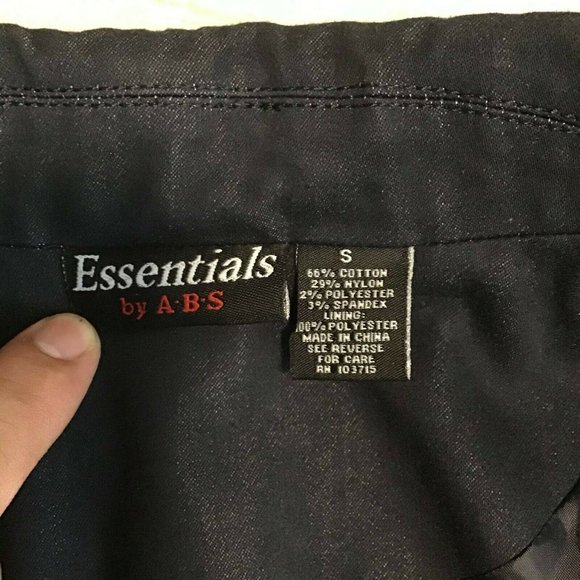 Essentials
by A·B·S
S
66% COTTON
29% NYLON
2% POLYESTER
3% SPANDEX
LINING:
100% POLYESTER
MADE IN CHINA
SEE REVERSE
FOR CARE
RN 103715